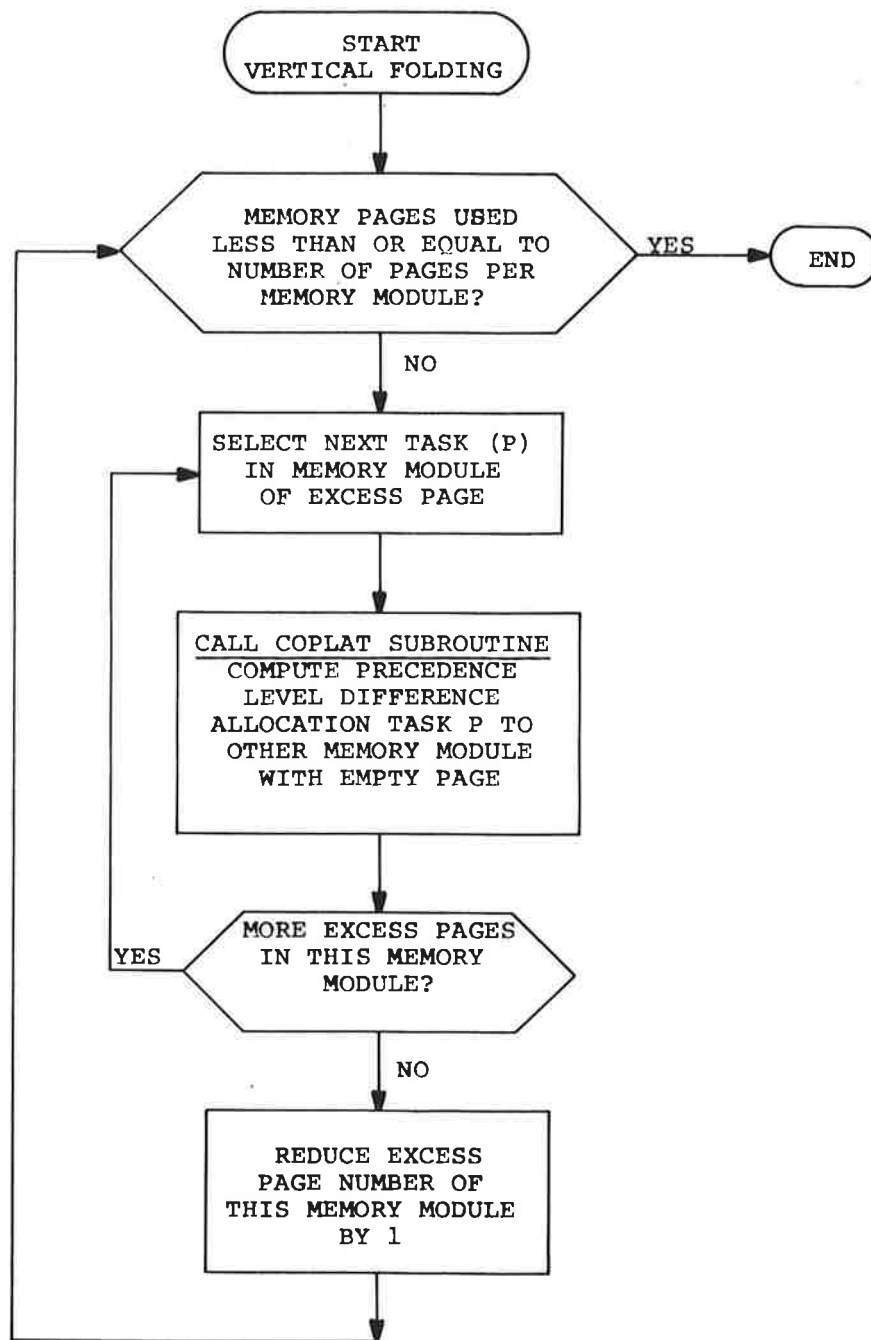 START
VERTICAL FOLDING
MEMORY PAGES USED
LESS THAN OR EQUAL TO
NUMBER OF PAGES PER
MEMORY MODULE?
YES
END
NO
SELECT NEXT TASK (P)
IN MEMORY MODULE
OF EXCESS PAGE
CALL COPLAT SUBROUTINE
COMPUTE PRECEDENCE
LEVEL DIFFERENCE
ALLOCATION TASK P TO
OTHER MEMORY MODULE
WITH EMPTY PAGE
MORE EXCESS PAGES
IN THIS MEMORY
MODULE?
YES
NO
REDUCE EXCESS
PAGE NUMBER OF
THIS MEMORY MODULE
BY 1